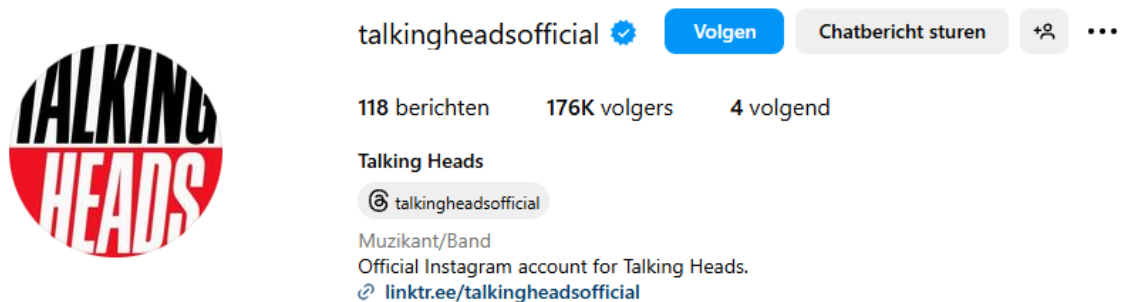 TALKING
HEADS
talkingheadsofficial Volgen Chatbericht sturen
118 berichten 176K volgers 4 volgend
Talking Heads
talkingheadsofficial
Muzikant/Band
Official Instagram account for Talking Heads.
linktr.ee/talkingheadsofficial